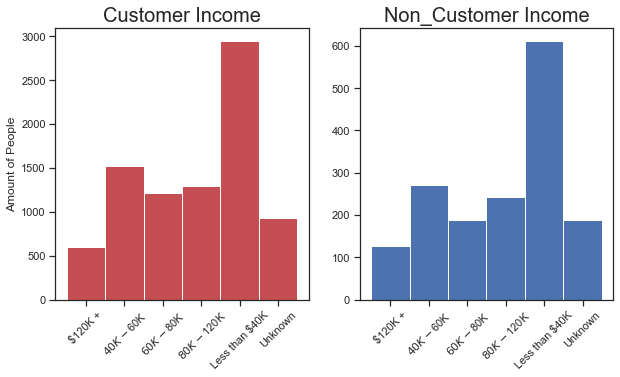 Customer Income
Non_Customer Income
Amount of People
3000
2500
2000
1500
1000
500
0
$120K +
40K − 60K
60K − 80K
80K − 120K
Less than $40K
Unknown
600
500
400
300
200
100
0
$120K +
40K − 60K
60K − 80K
80K − 120K
Less than $40K
Unknown